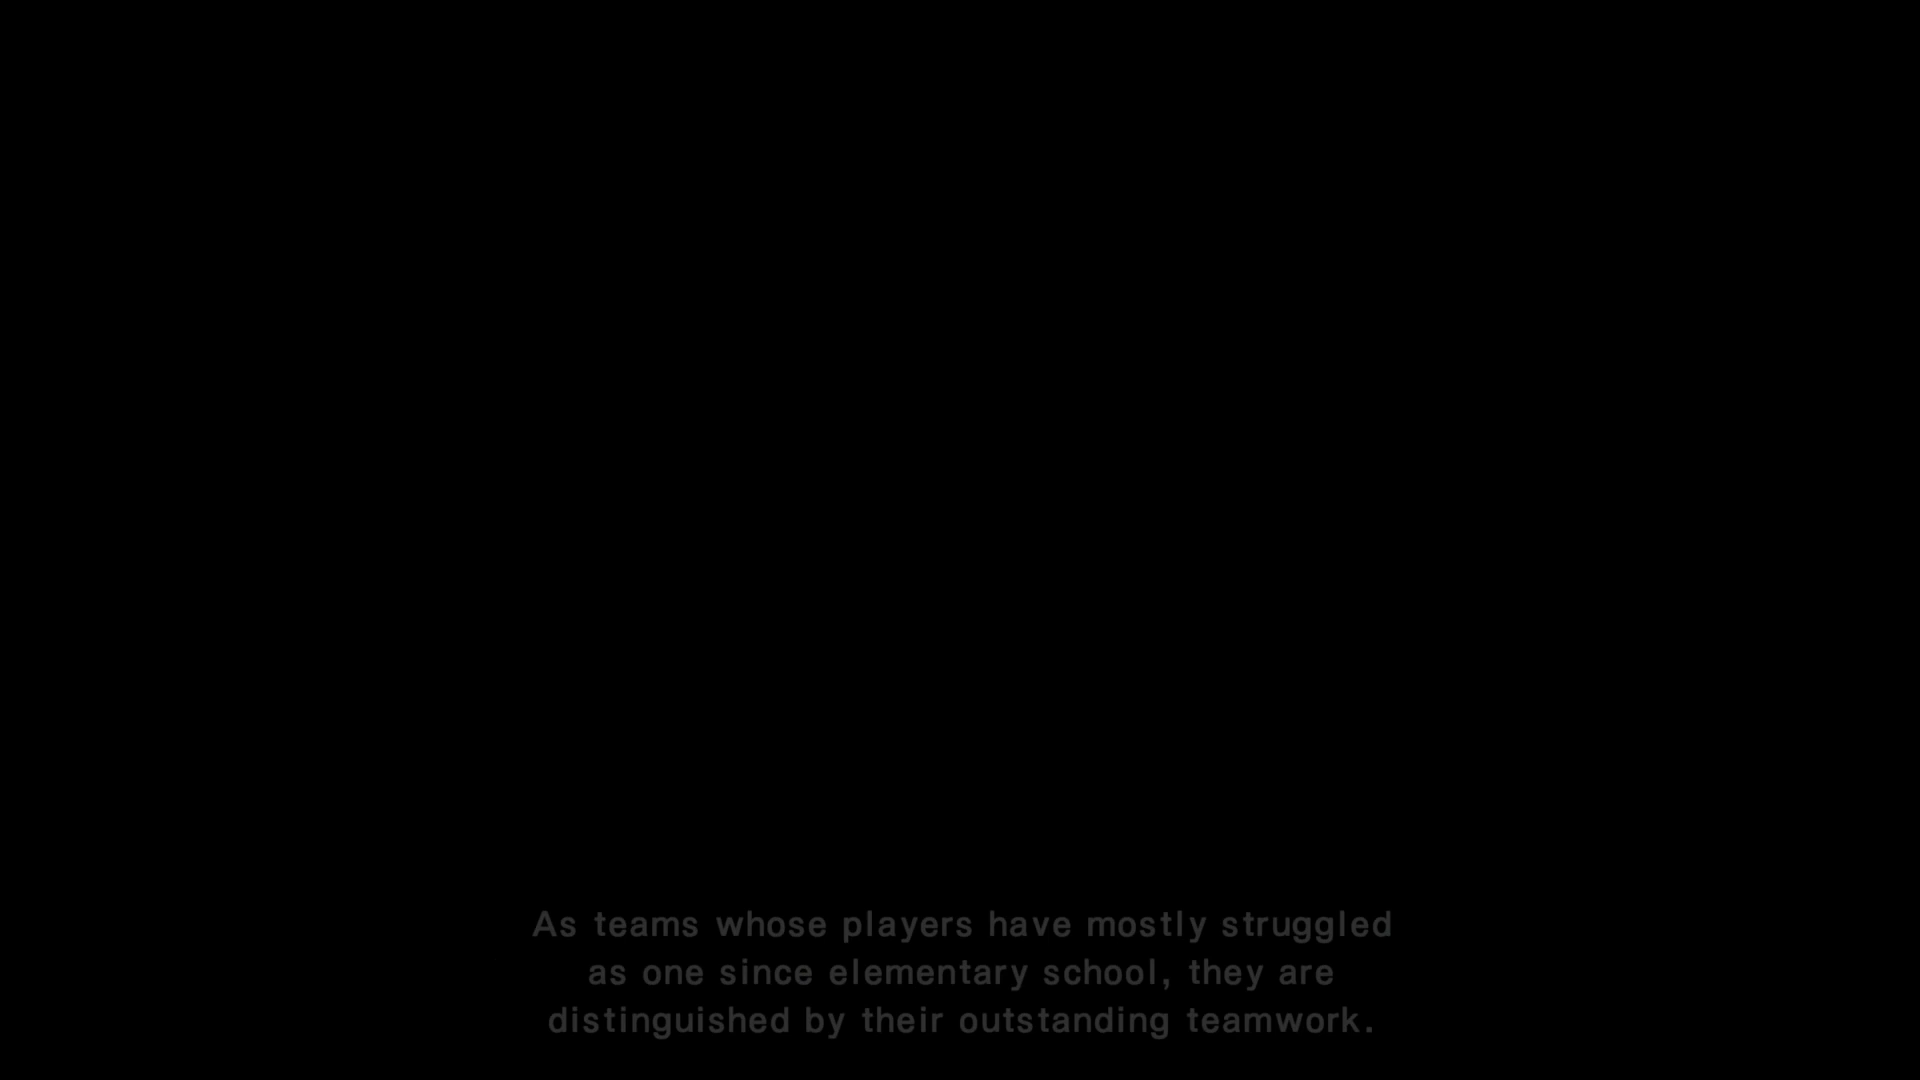 As teams whose players have mostly struggled
as one since elementary school, they are
distinguished by their outstanding teamwork.